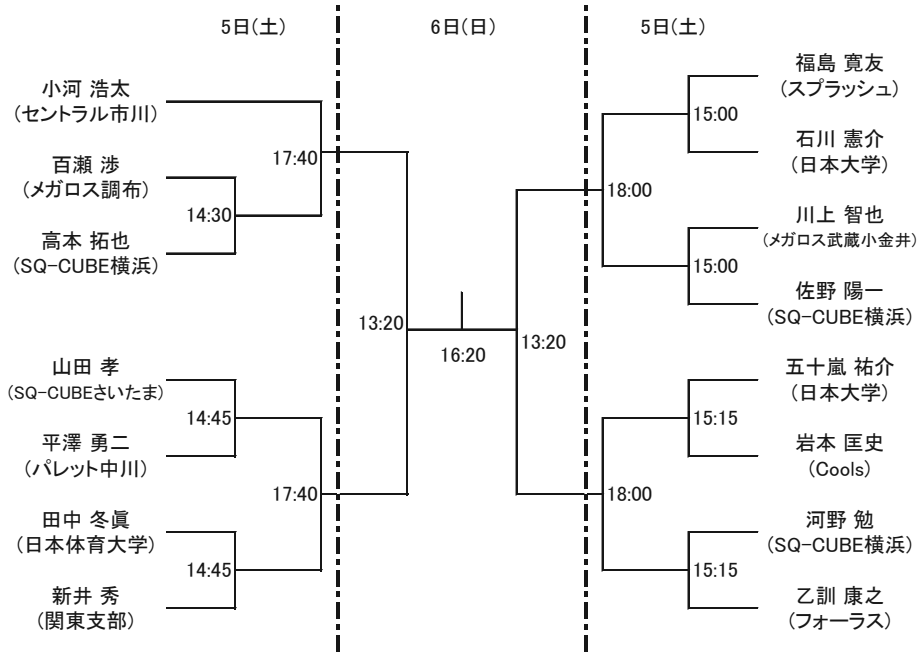 5日(土)
6日(日)
5日(土)
小河 浩太
(セントラル市川)
17:40
百瀬 渉
(メガロス調布)
14:30
高本 拓也
(SQ-CUBE横浜)
13:20
山田 孝
(SQ-CUBEさいたま)
14:45
平澤 勇二
(パレット中川)
17:40
田中 冬眞
(日本体育大学)
14:45
新井 秀
(関東支部)
16:20
福島 寛友
(スプラッシュ)
15:00
石川 憲介
(日本大学)
18:00
川上 智也
(メガロス武蔵小金井)
15:00
佐野 陽一
(SQ-CUBE横浜)
13:20
五十嵐 祐介
(日本大学)
15:15
岩本 匡史
(Cools)
18:00
河野 勉
(SQ-CUBE横浜)
15:15
乙訓 康之
(フォーラス)